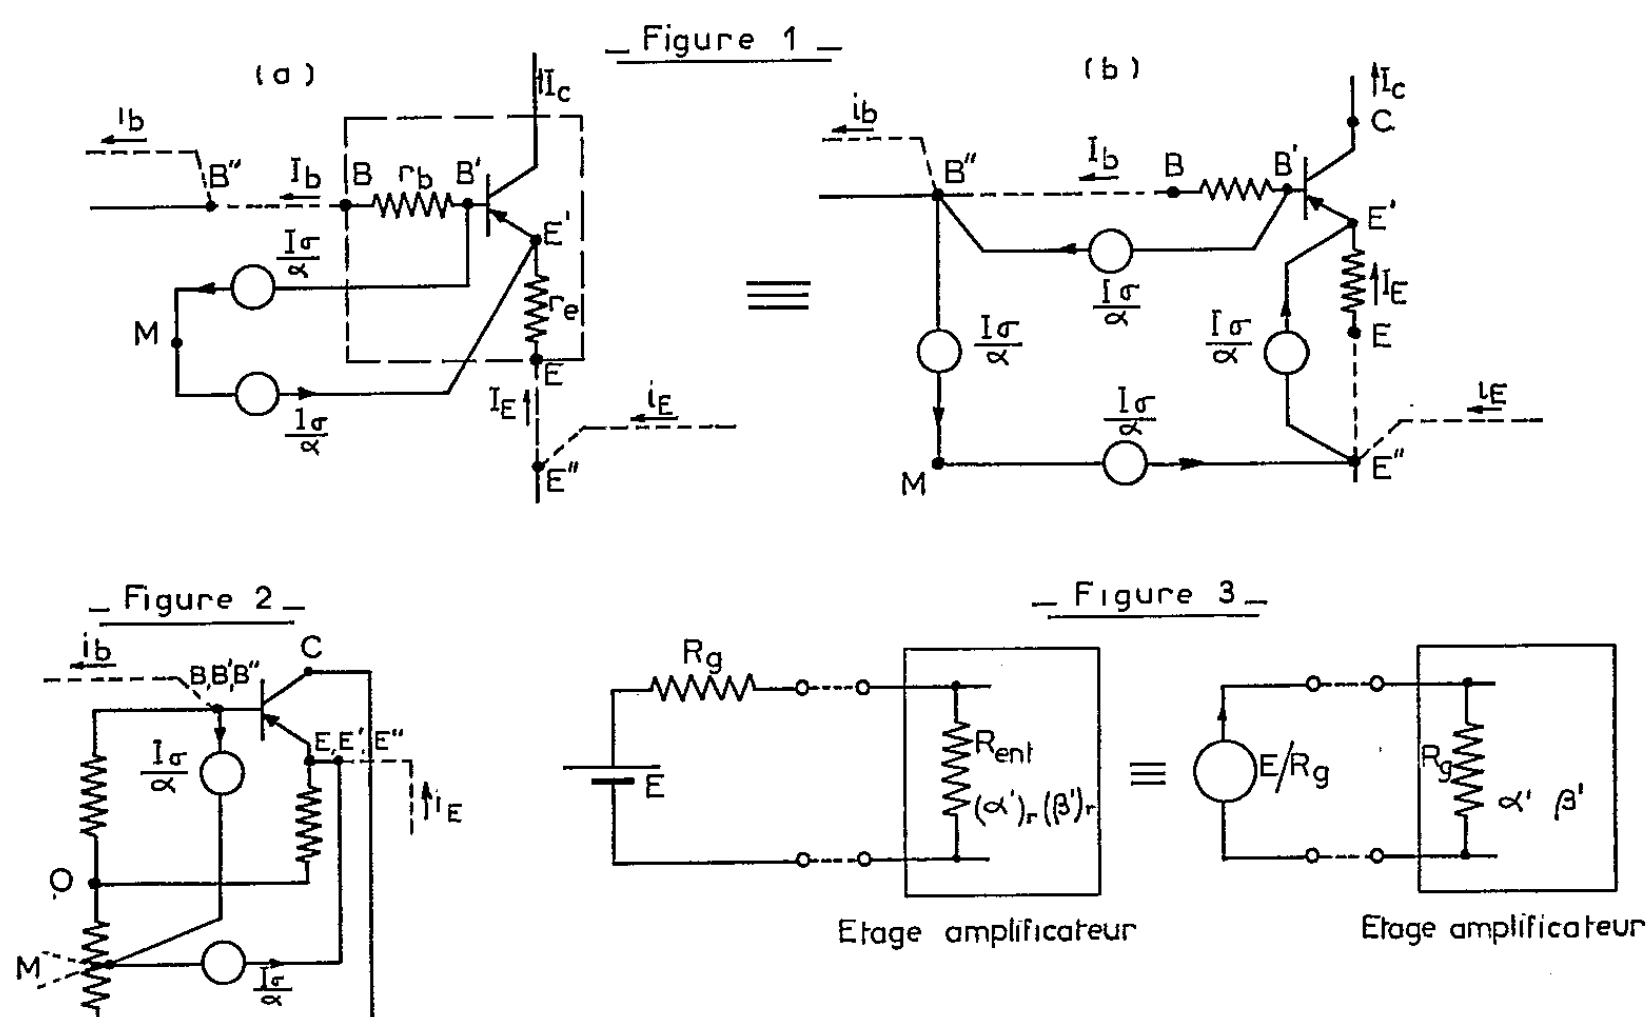 _ Figure 1 _
(a)
(b)
Ic
Ic
ib
ib
C
B"
Ib
B
rb
B'
B"
Ib
B
B'
E'
E'
Iσ
α
re
Iσ
α
IE
M
Iσ
α
Iσ
α
E
E
IE
iE
Iσ
α
iE
Iσ
α
E"
M
E"
_ Figure 2 _
_ Figure 3 _
ib
C
B,B',B"
Rg
E,E',E"
Iσ
α
Rent
E
E/Rg
Rg
iE
(α')r (β')r
α' β'
O
Etage amplificateur
Etage amplificateur
M
Iσ
α